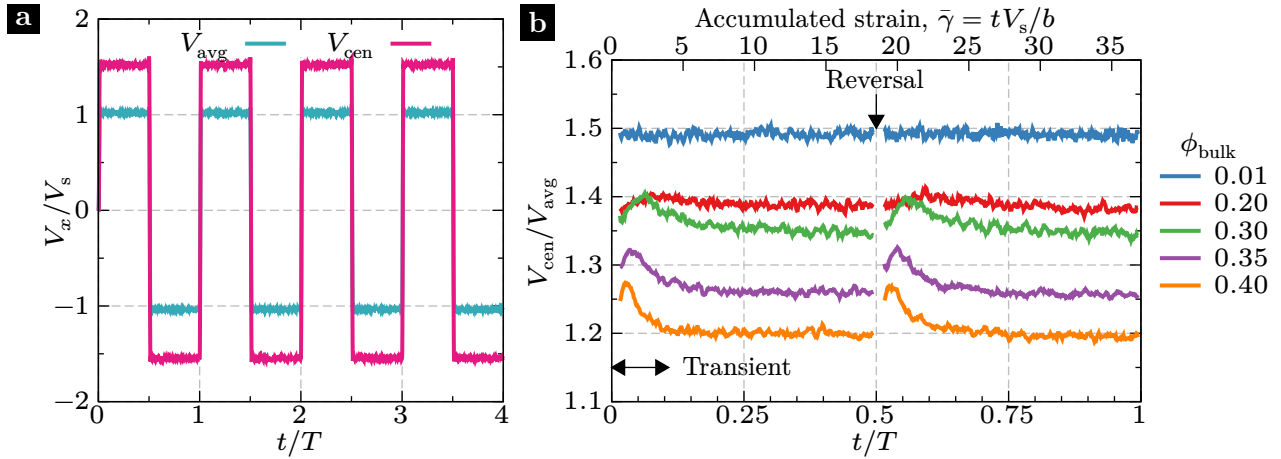 a
V_avg V_cen
2
1
0
−1
−2
V_x/V_s
0 1 2 3 4
t/T
b
Accumulated strain, γ̄ = tV_s/b
0 5 10 15 20 25 30 35
1.6
1.5
1.4
1.3
1.2
1.1
V_cen/V_avg
Reversal
Transient
0 0.25 0.5 0.75 1
t/T
ϕ_bulk
0.01
0.20
0.30
0.35
0.40